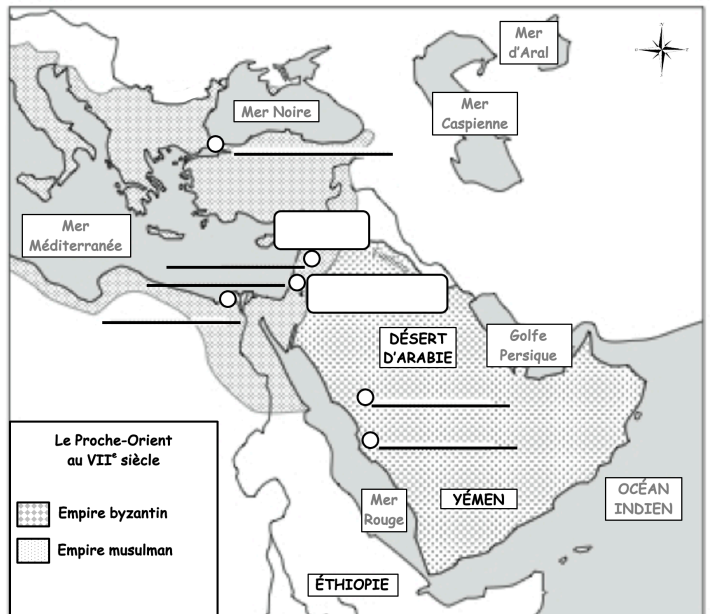 Mer
d'Aral
Mer Noire
Mer
Caspienne
Mer
Méditerranée
DÉSERT
D'ARABIE
Golfe
Persique
Le Proche-Orient
au VIIe siècle
Empire byzantin
Empire musulman
Mer
Rouge
YÉMEN
OCÉAN
INDIEN
ÉTHIOPIE